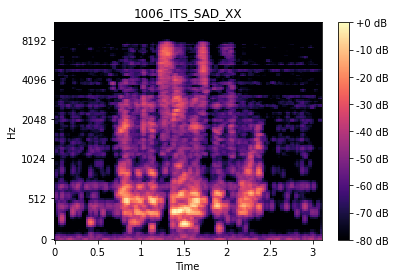 1006_ITS_SAD_XX
+0 dB
8192
-10 dB
4096
-20 dB
-30 dB
2048
Hz
-40 dB
1024
-50 dB
512
-60 dB
-70 dB
0
-80 dB
0 0.5 1 1.5 2 2.5 3
Time